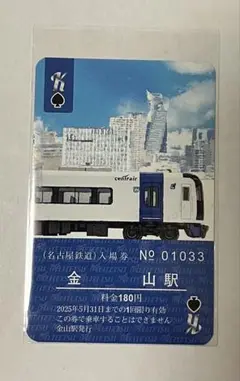 K
centrair
(名古屋鉄道)入場券 № 01033
金 山駅
料金180円
2025年5月31日までの1回限り有効
この券で乗車することはできません
金山駅発行
K